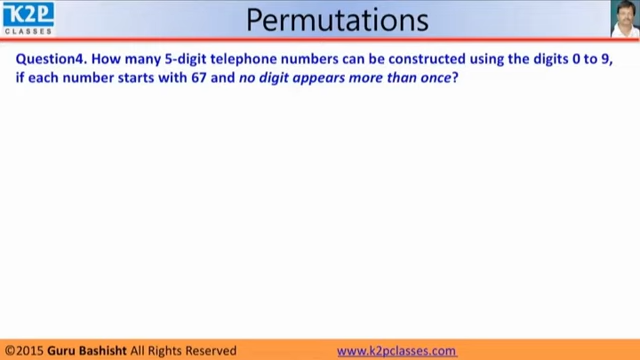 K2P
CLASSES
Permutations
Question4. How many 5-digit telephone numbers can be constructed using the digits 0 to 9,
if each number starts with 67 and no digit appears more than once?
©2015 Guru Bashisht All Rights Reserved
www.k2pclasses.com